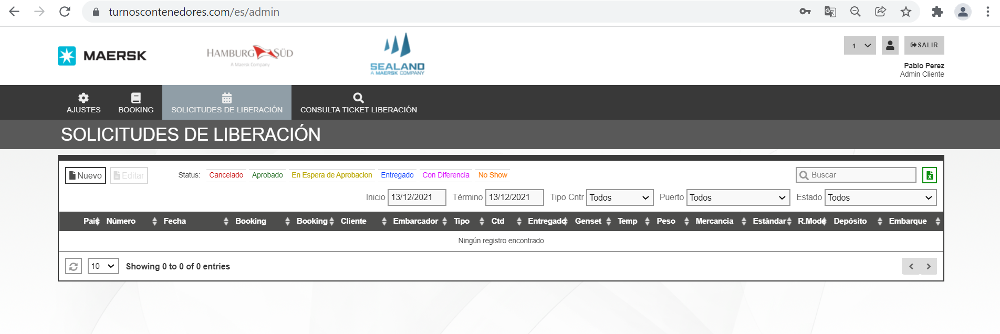 turnoscontenedores.com/es/admin
MAERSK
HAMBURG SÜD
A Maersk Company
SEALAND
A MAERSK COMPANY
1
SALIR
Pablo Perez
Admin Cliente
AJUSTES
BOOKING
SOLICITUDES DE LIBERACIÓN
CONSULTA TICKET LIBERACIÓN
SOLICITUDES DE LIBERACIÓN
Nuevo Editar Status: Cancelado Aprobado En Espera de Aprobacion Entregado Con Diferencia No Show Buscar
Inicio 13/12/2021 Término 13/12/2021 Tipo Cntr Todos Puerto Todos Estado Todos
País Número Fecha Booking Booking Cliente Embarcador Tipo Ctd Entregado Genset Temp Peso Mercancia Estándar R.Mode Depósito Embarque
Ningún registro encontrado
10 Showing 0 to 0 of 0 entries